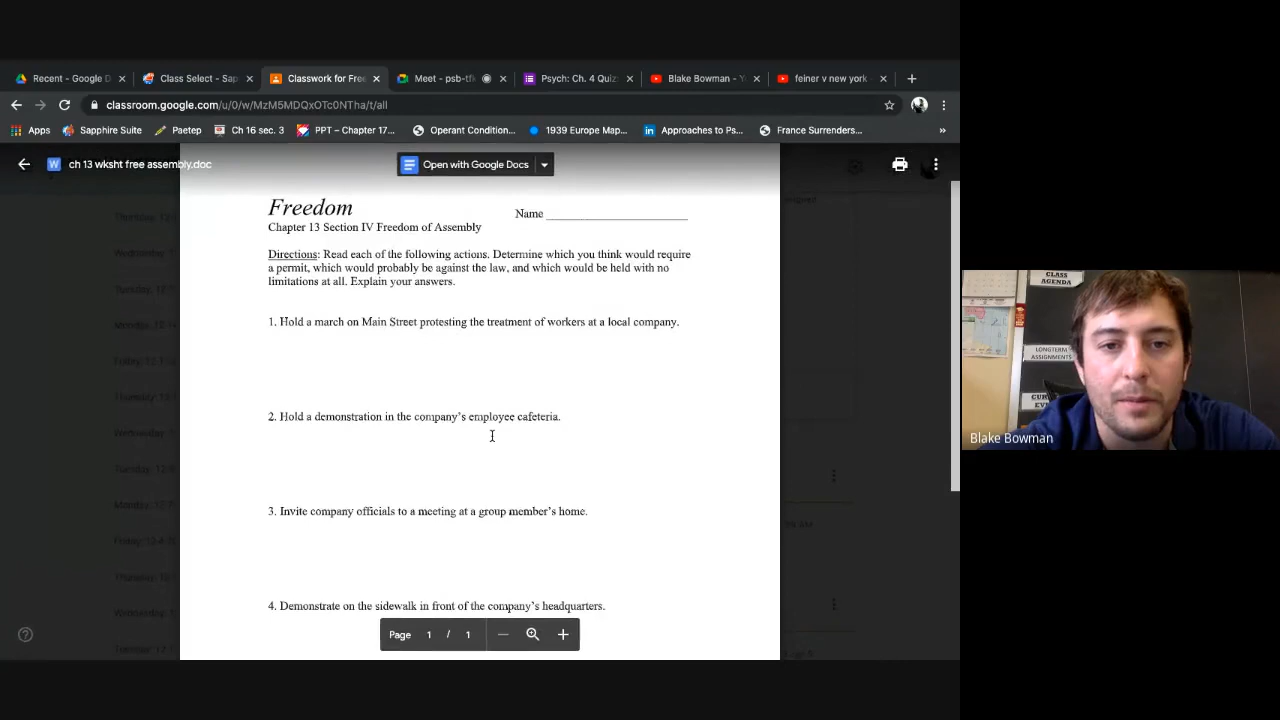 Recent - Google D
Class Select - Sap
Classwork for Free
Meet - psb-tfk
Psych: Ch. 4 Quiz
Blake Bowman - Y
feiner v new york
classroom.google.com/u/0/w/MzM5MDQxOTc0NTha/t/all
Apps
Sapphire Suite
Paetep
Ch 16 sec. 3
PPT – Chapter 17...
Operant Condition...
1939 Europe Map...
Approaches to Ps...
France Surrenders...
ch 13 wksht free assembly.doc
Open with Google Docs
Freedom
Name
Chapter 13 Section IV Freedom of Assembly
Directions: Read each of the following actions. Determine which you think would require
a permit, which would probably be against the law, and which would be held with no
limitations at all. Explain your answers.
1. Hold a march on Main Street protesting the treatment of workers at a local company.
2. Hold a demonstration in the company's employee cafeteria.
3. Invite company officials to a meeting at a group member's home.
4. Demonstrate on the sidewalk in front of the company's headquarters.
Page 1 / 1
CLASS
AGENDA
LONGTERM
ASSIGNMENTS
Blake Bowman